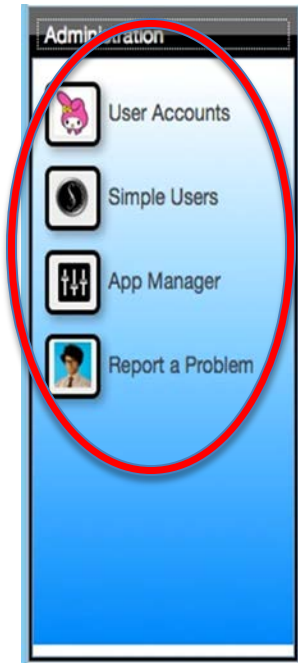 Administration
User Accounts
Simple Users
App Manager
Report a Problem